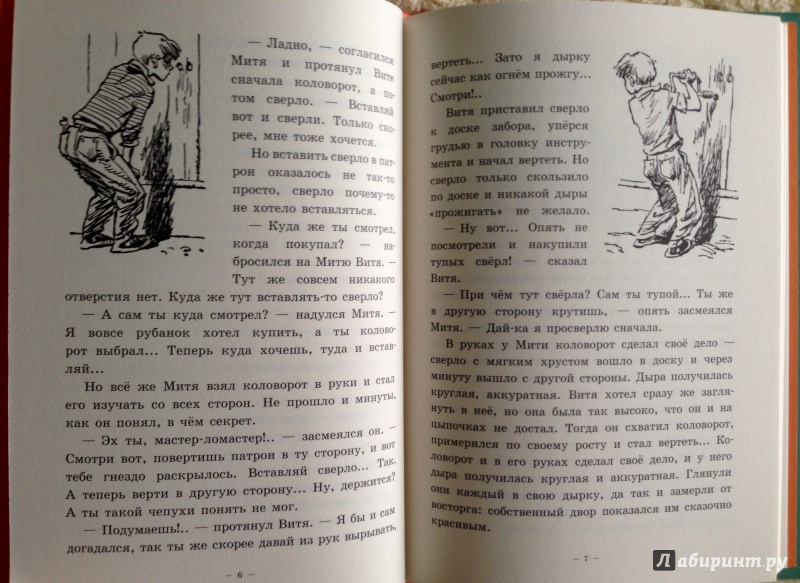 — Ладно, — согласился
Митя и протянул Вите
сначала коловорот, а по-
том сверло. — Вставляй
вот и сверли. Только ско-
рее, мне тоже хочется.
Но вставить сверло в пат-
рон оказалось не так-то
просто, сверло почему-то
не хотело вставляться.
— Куда же ты смотрел,
когда покупал? — на-
бросился на Митю Витя. —
Тут же совсем никакого
отверстия нет. Куда же тут вставлять-то сверло?
— А сам ты куда смотрел? — надулся Митя. —
Я вовсе рубанок хотел купить, а ты коло-
ворот выбрал... Теперь куда хочешь, туда и встав-
ляй...
Но всё же Митя взял коловорот в руки и стал
его изучать со всех сторон. Не прошло и минуты,
как он понял, в чём секрет.
— Эх ты, мастер-ломастер!.. — засмеялся он. —
Смотри вот, повертишь патрон в ту сторону, и вот
тебе гнездо раскрылось. Вставляй сверло... Так.
А теперь верти в другую сторону... Ну, держится?
А ты такой чепухи понять не мог.
— Подумаешь!.. — протянул Витя. — Я бы и сам
догадался, так ты же скорее давай из рук вырывать,
— 6 —
вертеть... Зато я дырку
сейчас как огнём прожгу...
Смотри!..
Витя приставил сверло
к доске забора, упёрся
грудью в головку инстру-
мента и начал вертеть. Но
сверло только скользило
по доске и никакой дыры
«прожигать» не желало.
— Ну вот... Опять не
посмотрели и накупили
тупых свёрл! — сказал
Витя.
— При чём тут свёрла? Сам ты тупой... Ты же
в другую сторону крутишь, — опять засмеялся
Митя. — Дай-ка я просверлю сначала.
В руках у Мити коловорот сделал своё дело —
сверло с мягким хрустом вошло в доску и через
минуту вышло с другой стороны. Дыра получилась
круглая, аккуратная. Витя хотел сразу же загля-
нуть в неё, но она была так высоко, что он и на
цыпочках не достал. Тогда он схватил коловорот,
примерился по своему росту и стал вертеть... Ко-
ловорот и в его руках сделал своё дело, и у него
дыра получилась круглая и аккуратная. Глянули
они каждый в свою дырку, да так и замерли от
восторга: собственный двор показался им сказочно
красивым.
— 7 —
Лабиринт.ру